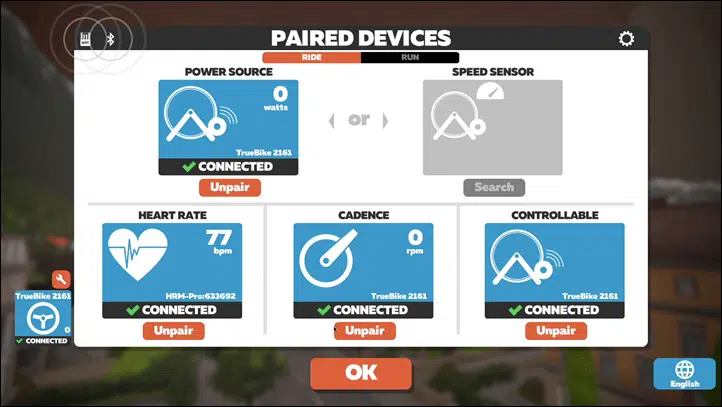 PAIRED DEVICES
RIDE
RUN
POWER SOURCE
0
watts
TrueBike 2161
CONNECTED
Unpair
or
SPEED SENSOR
Search
HEART RATE
77
bpm
HRM-Pro:633692
CONNECTED
Unpair
CADENCE
0
rpm
TrueBike 2161
CONNECTED
Unpair
CONTROLLABLE
TrueBike 2161
CONNECTED
Unpair
TrueBike 2161
0
CONNECTED
OK
English